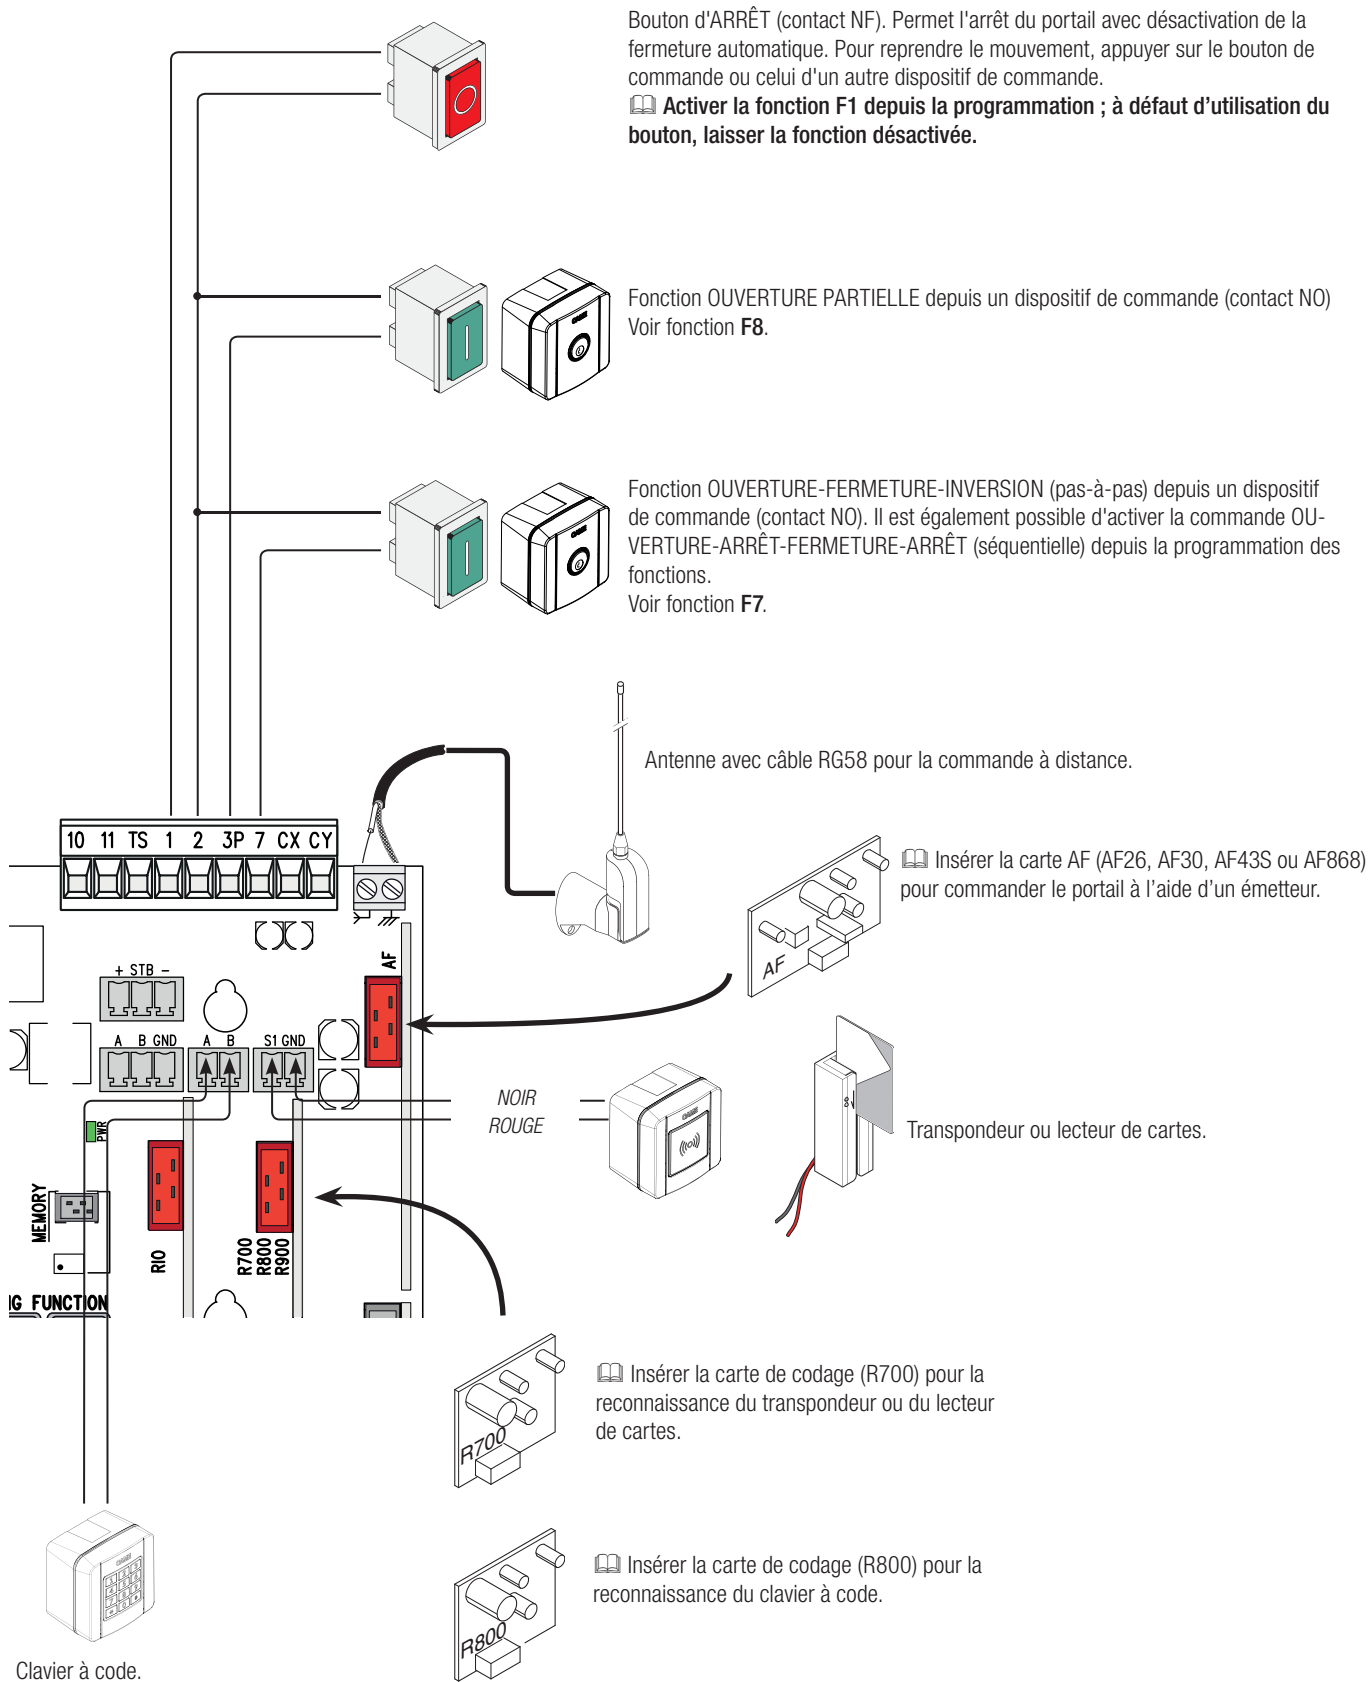 Bouton d'ARRÊT (contact NF). Permet l'arrêt du portail avec désactivation de la
fermeture automatique. Pour reprendre le mouvement, appuyer sur le bouton de
commande ou celui d'un autre dispositif de commande.
Activer la fonction F1 depuis la programmation ; à défaut d’utilisation du
bouton, laisser la fonction désactivée.
Fonction OUVERTURE PARTIELLE depuis un dispositif de commande (contact NO)
Voir fonction F8.
Fonction OUVERTURE-FERMETURE-INVERSION (pas-à-pas) depuis un dispositif
de commande (contact NO). Il est également possible d'activer la commande OU-
VERTURE-ARRÊT-FERMETURE-ARRÊT (séquentielle) depuis la programmation des
fonctions.
Voir fonction F7.
Antenne avec câble RG58 pour la commande à distance.
10 11 TS 1 2 3P 7 CX CY
Insérer la carte AF (AF26, AF30, AF43S ou AF868)
pour commander le portail à l’aide d’un émetteur.
AF
AF
+ STB -
A B GND A B S1 GND
NOIR
ROUGE
Transpondeur ou lecteur de cartes.
PWR
MEMORY
RIO
R700
R800
R900
IG FUNCTION
Insérer la carte de codage (R700) pour la
reconnaissance du transpondeur ou du lecteur
de cartes.
R700
Insérer la carte de codage (R800) pour la
reconnaissance du clavier à code.
R800
Clavier à code.